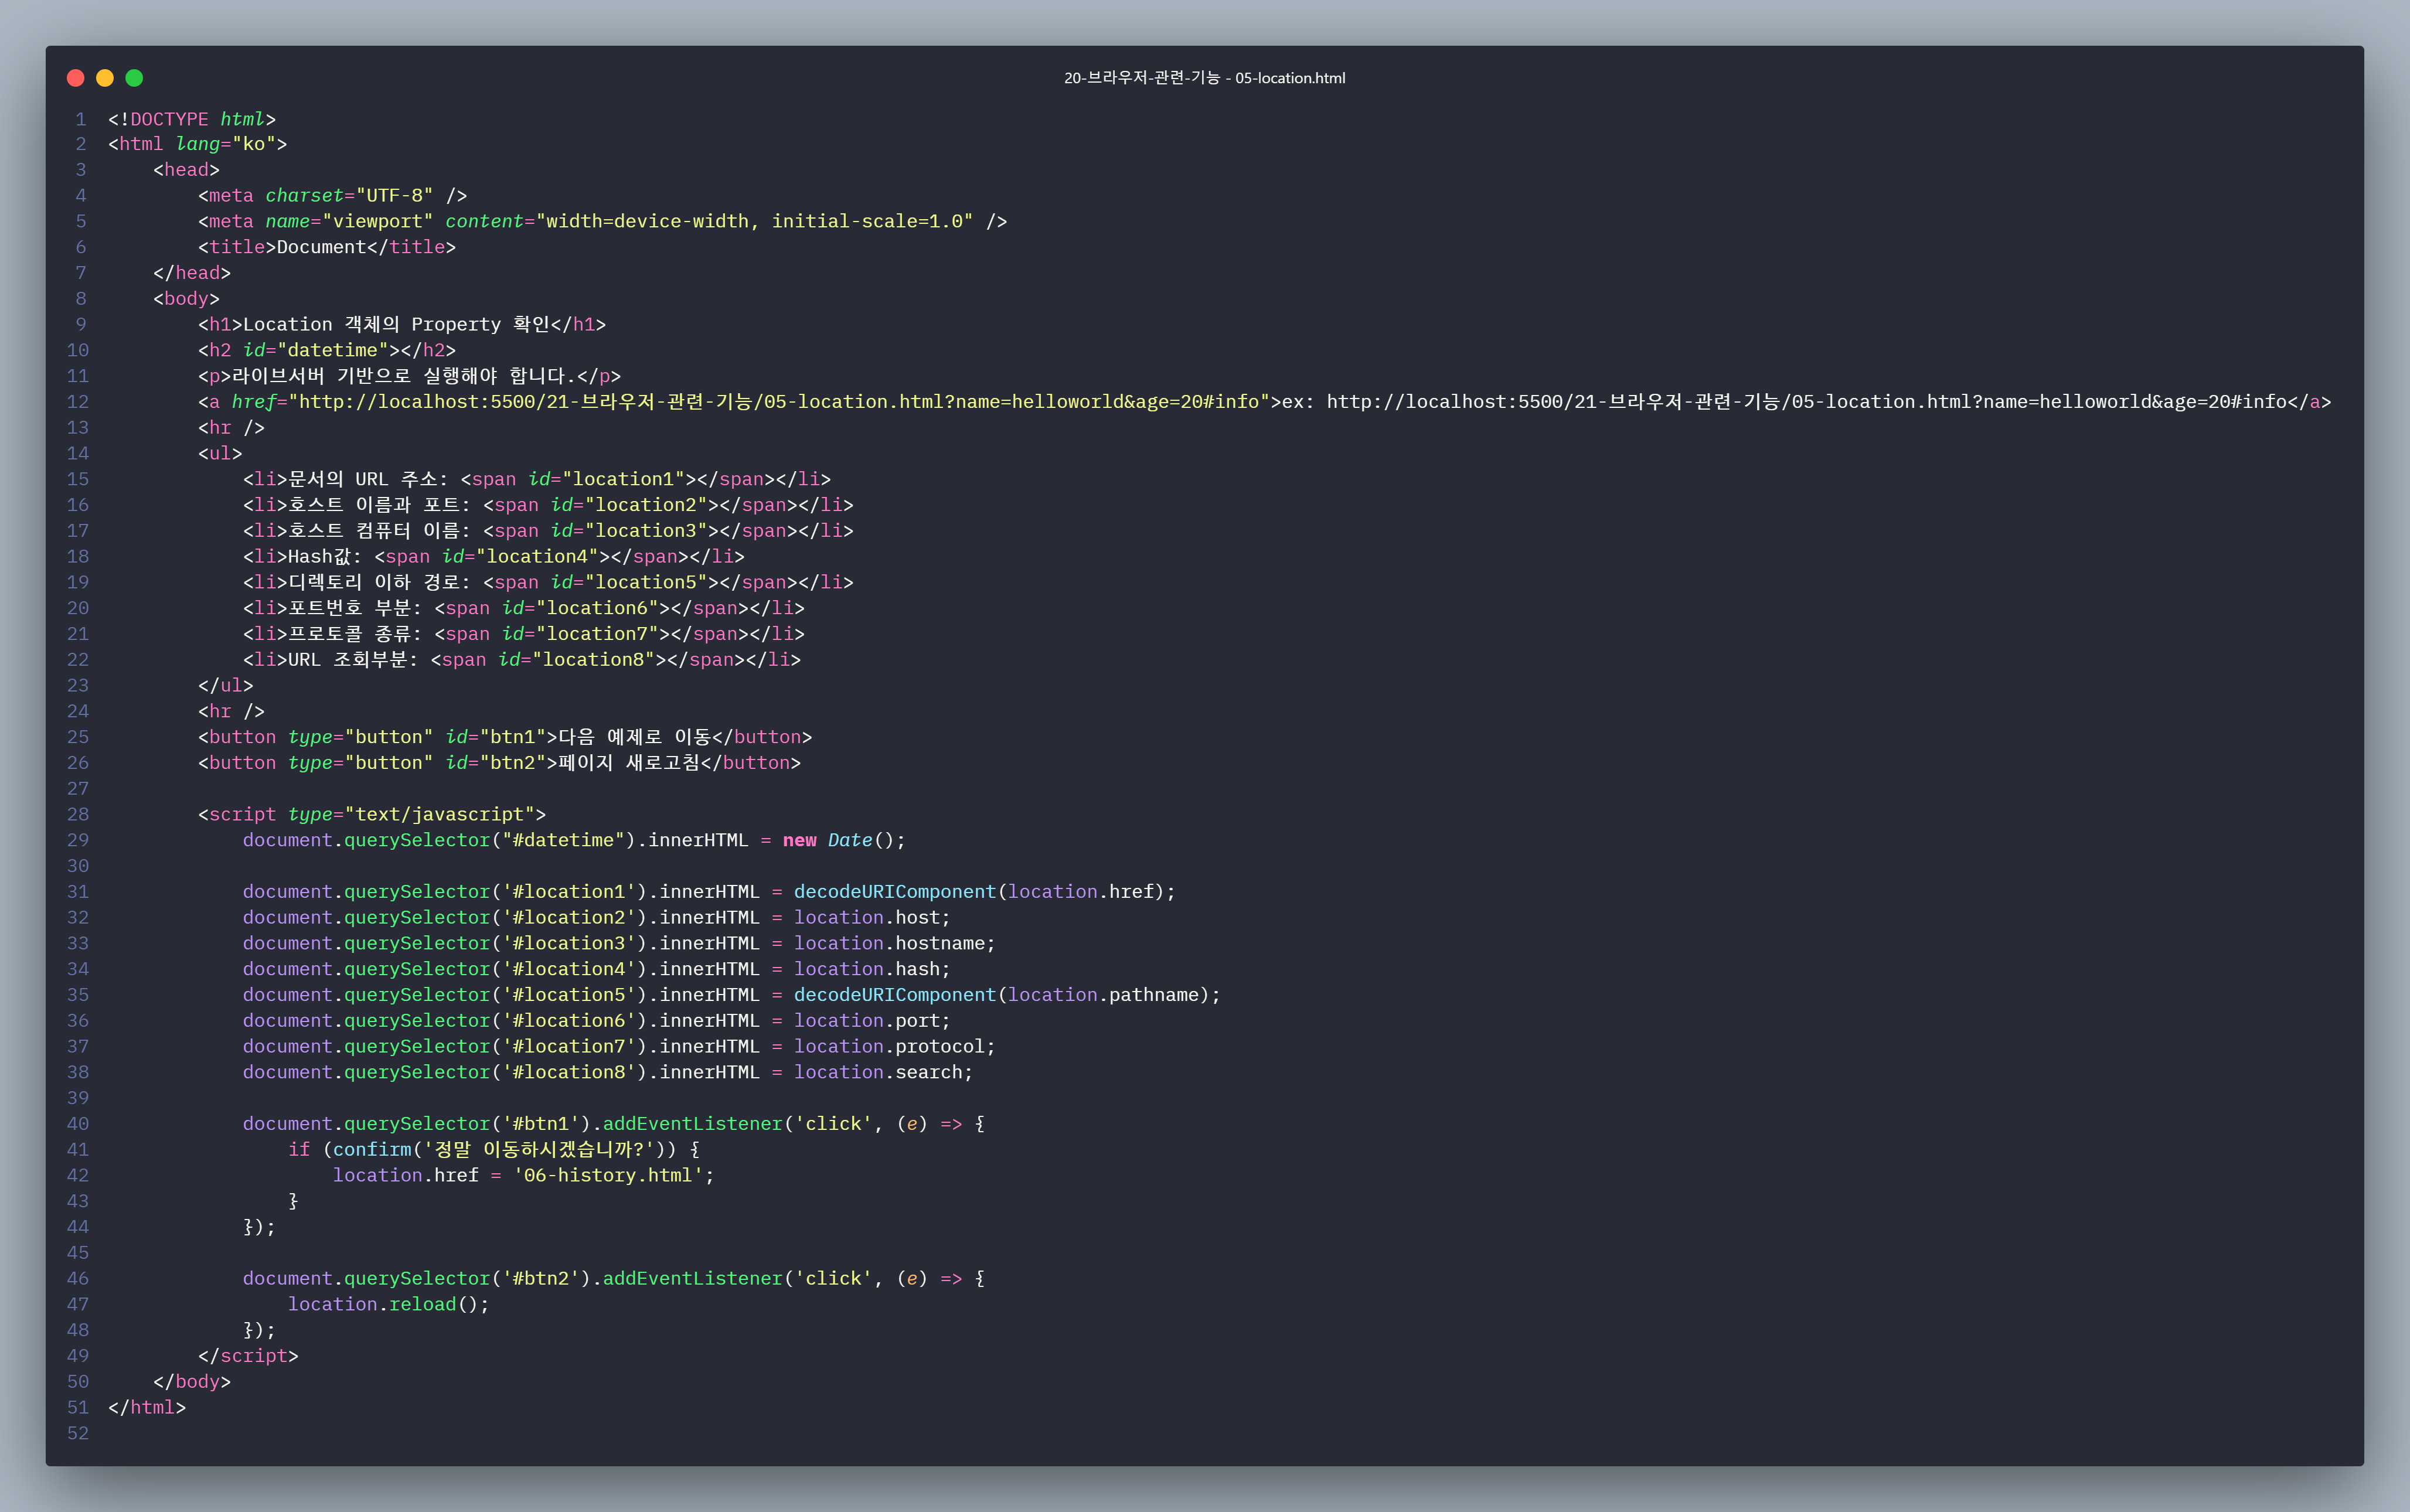 20-브라우저-관련-기능 - 05-location.html
1 <!DOCTYPE html>
2 <html lang="ko">
3     <head>
4         <meta charset="UTF-8" />
5         <meta name="viewport" content="width=device-width, initial-scale=1.0" />
6         <title>Document</title>
7     </head>
8     <body>
9         <h1>Location 객체의 Property 확인</h1>
10         <h2 id="datetime"></h2>
11         <p>라이브서버 기반으로 실행해야 합니다.</p>
12         <a href="http://localhost:5500/21-브라우저-관련-기능/05-location.html?name=helloworld&age=20#info">ex: http://localhost:5500/21-브라우저-관련-기능/05-location.html?name=helloworld&age=20#info</a>
13         <hr />
14         <ul>
15             <li>문서의 URL 주소: <span id="location1"></span></li>
16             <li>호스트 이름과 포트: <span id="location2"></span></li>
17             <li>호스트 컴퓨터 이름: <span id="location3"></span></li>
18             <li>Hash값: <span id="location4"></span></li>
19             <li>디렉토리 이하 경로: <span id="location5"></span></li>
20             <li>포트번호 부분: <span id="location6"></span></li>
21             <li>프로토콜 종류: <span id="location7"></span></li>
22             <li>URL 조회부분: <span id="location8"></span></li>
23         </ul>
24         <hr />
25         <button type="button" id="btn1">다음 예제로 이동</button>
26         <button type="button" id="btn2">페이지 새로고침</button>
27
28         <script type="text/javascript">
29             document.querySelector("#datetime").innerHTML = new Date();
30
31             document.querySelector('#location1').innerHTML = decodeURIComponent(location.href);
32             document.querySelector('#location2').innerHTML = location.host;
33             document.querySelector('#location3').innerHTML = location.hostname;
34             document.querySelector('#location4').innerHTML = location.hash;
35             document.querySelector('#location5').innerHTML = decodeURIComponent(location.pathname);
36             document.querySelector('#location6').innerHTML = location.port;
37             document.querySelector('#location7').innerHTML = location.protocol;
38             document.querySelector('#location8').innerHTML = location.search;
39
40             document.querySelector('#btn1').addEventListener('click', (e) => {
41                 if (confirm('정말 이동하시겠습니까?')) {
42                     location.href = '06-history.html';
43                 }
44             });
45
46             document.querySelector('#btn2').addEventListener('click', (e) => {
47                 location.reload();
48             });
49         </script>
50     </body>
51 </html>
52